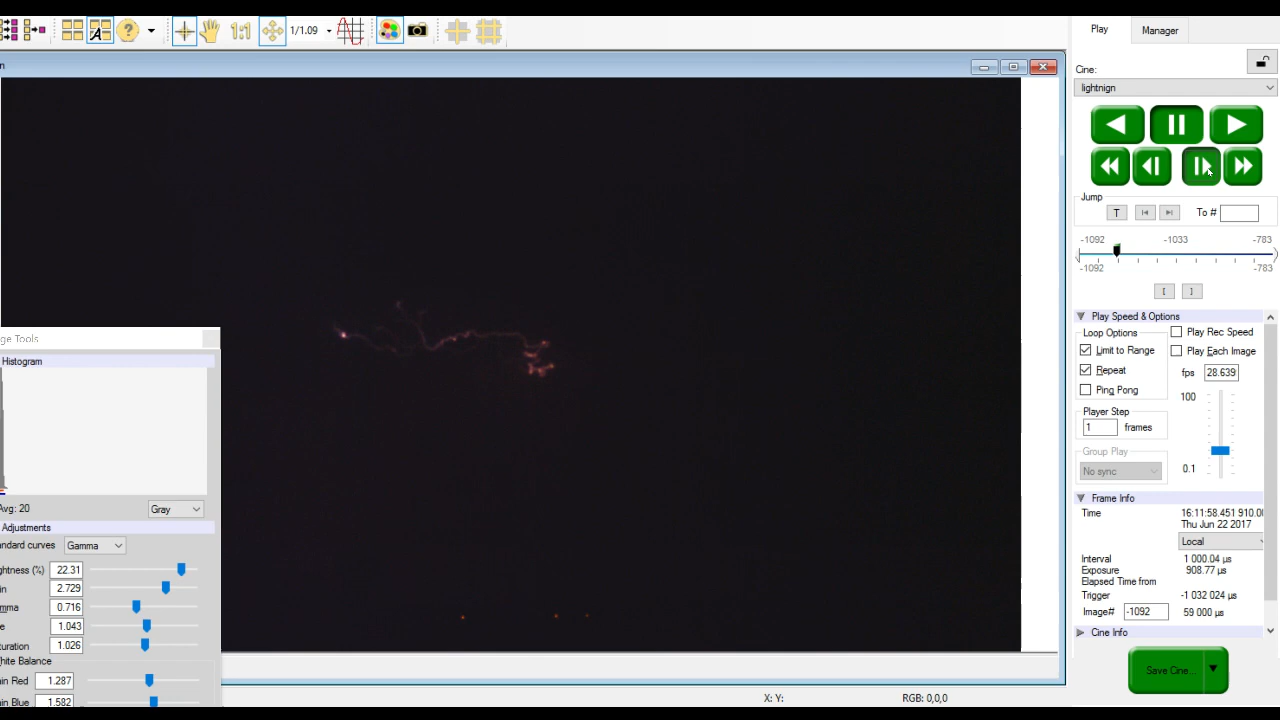 1:1
1/1.09
Play
Manager
n
Cine:
lightnign
Jump
T
To #
-1092
-1033
-783
-1092
-783
[ ]
Play Speed & Options
Loop Options
Play Rec Speed
Limit to Range
Play Each Image
Repeat
fps 28.639
Ping Pong
100
Player Step
1 frames
Group Play
No sync
0.1
Frame Info
Time
16:11:58.451 910.00
Thu Jun 22 2017
Local
Interval 1 000.04 µs
Exposure 908.77 µs
Elapsed Time from
Trigger -1 032 024 µs
Image# -1092 59 000 µs
Cine Info
Save Cine...
ge Tools
Histogram
Avg: 20
Gray
Adjustments
ndard curves Gamma
ghtness (%) 22.31
in 2.729
mma 0.716
e 1.043
turation 1.026
hite Balance
in Red 1.287
in Blue 1.582
X: Y:
RGB: 0,0,0